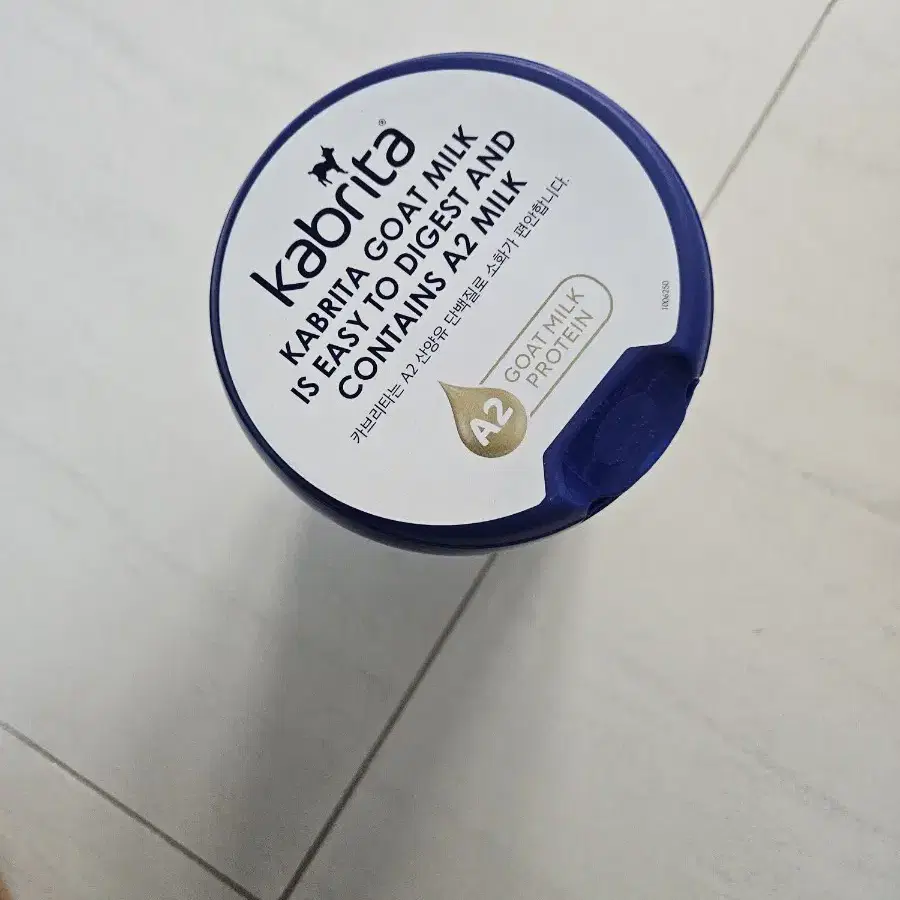 kabrita®
KABRITA GOAT MILK
IS EASY TO DIGEST AND
CONTAINS A2 MILK
카브리타는 A2 산양유 단백질로 소화가 편안합니다.
A2
GOAT MILK
PROTEIN
1006250